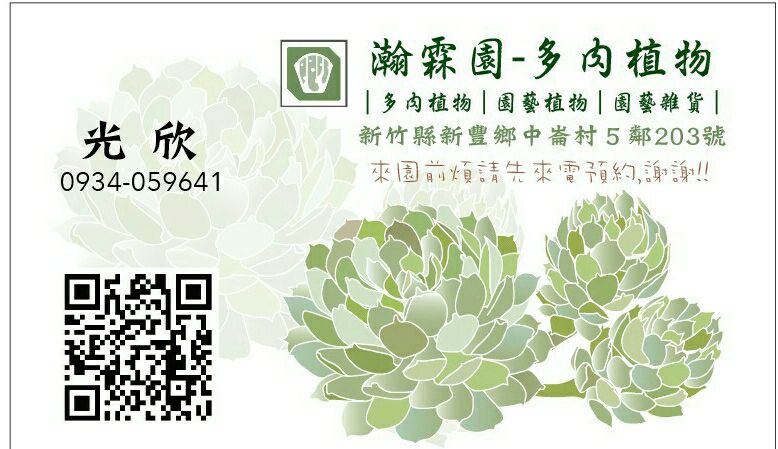 瀚霖園-多肉植物
|多肉植物|園藝植物|園藝雜貨|
新竹縣新豐鄉中崙村5鄰203號
來園前煩請先來電預約,謝謝!!
光欣
0934-059641